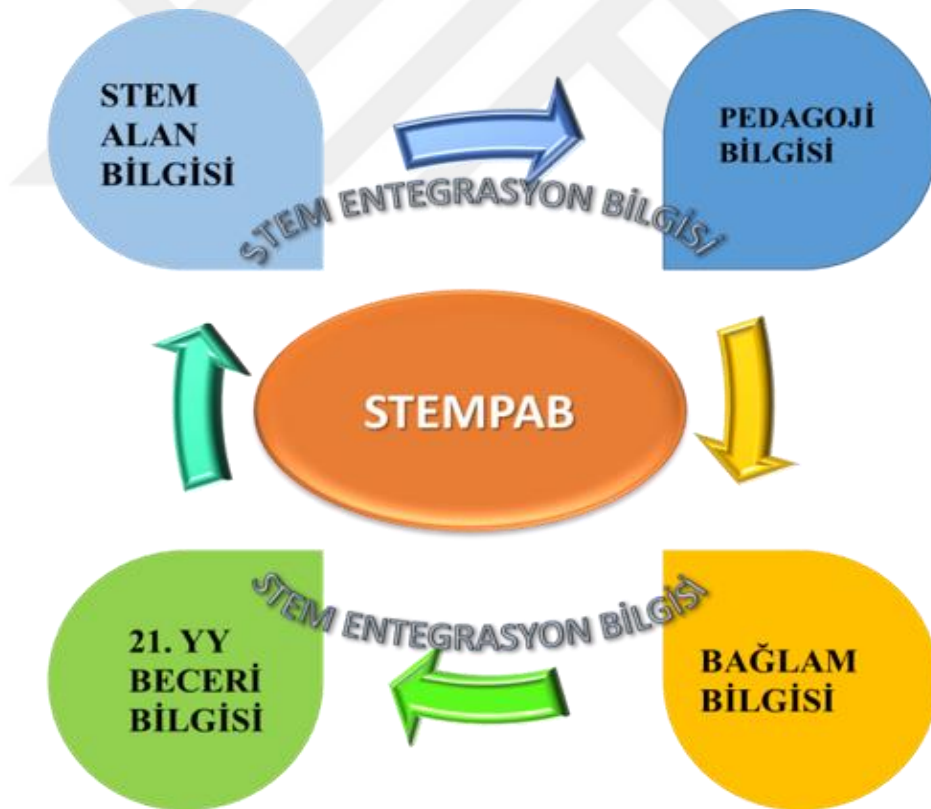 STEM
ALAN
BİLGİSİ
PEDAGOJİ
BİLGİSİ
STEM ENTEGRASYON BİLGİSİ
STEMPAB
STEM ENTEGRASYON BİLGİSİ
21. YY
BECERİ
BİLGİSİ
BAĞLAM
BİLGİSİ